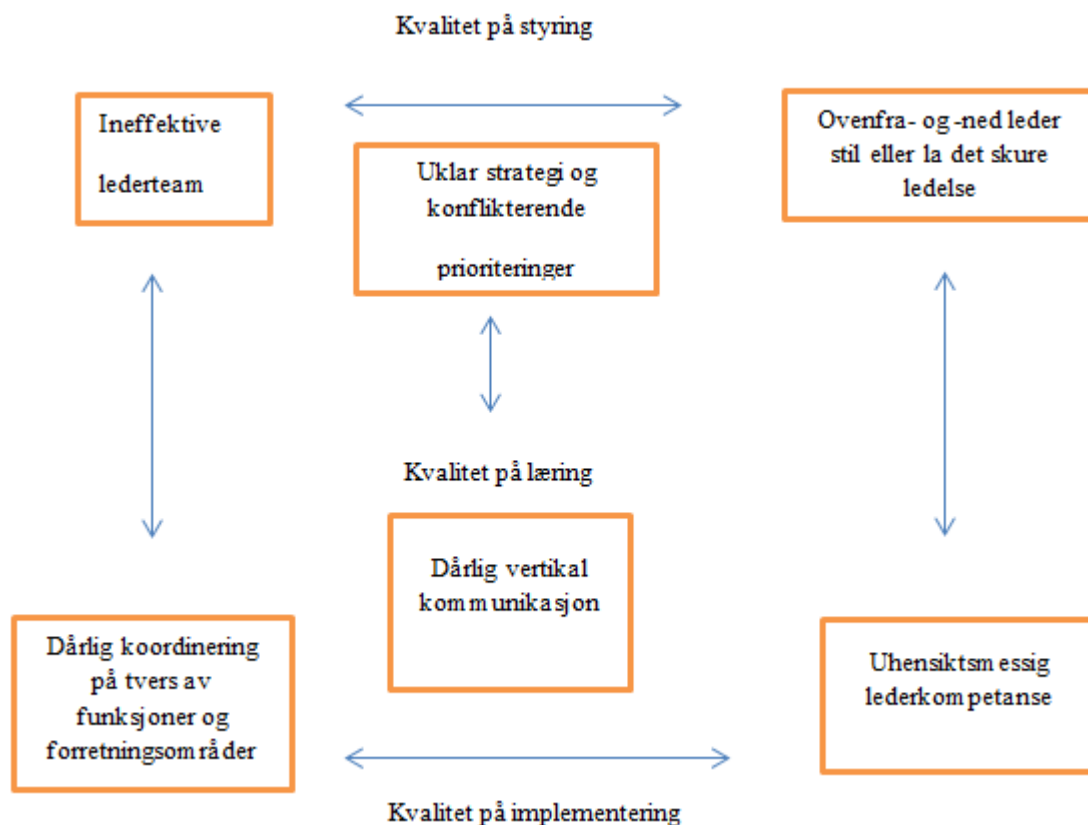 Kvalitet på styring
Ineffektive
lederteam
Uklar strategi og
konflikterende
prioriteringer
Ovenfra- og -ned leder
stil eller la det skure
ledelse
Kvalitet på læring
Dårlig vertikal
kommunikasjon
Dårlig koordinering
på tvers av
funksjoner og
forretningsområder
Uhensiktsmessig
lederkompetanse
Kvalitet på implementering